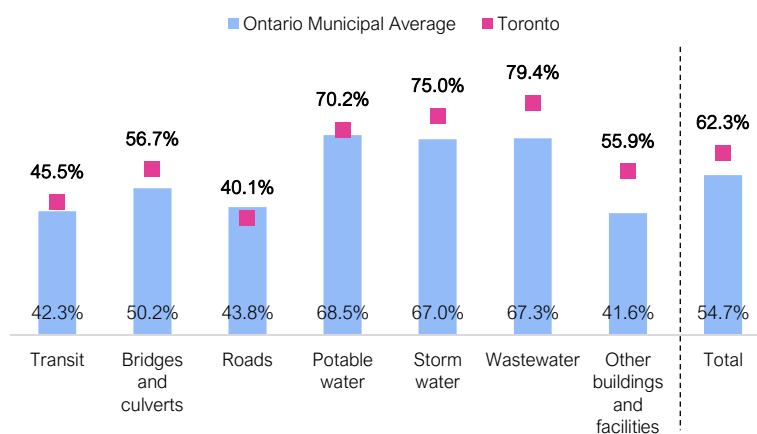 Ontario Municipal Average Toronto
45.5% 56.7% 40.1% 70.2% 75.0% 79.4% 55.9% 62.3%
42.3% 50.2% 43.8% 68.5% 67.0% 67.3% 41.6% 54.7%
Transit
Bridges
and
culverts
Roads
Potable
water
Storm
water
Wastewater
Other
buildings
and
facilities
Total